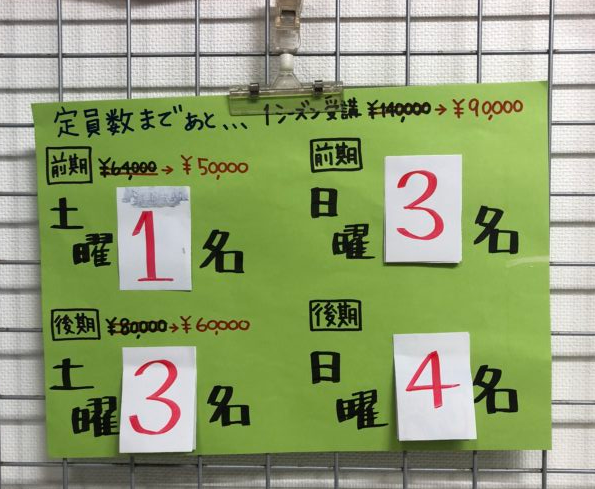 定員数まであと、、、 1シーズン受講 ¥140,000→¥90,000
前期 ¥64,000→¥50,000
土曜1名
前期
日曜3名
後期 ¥80,000→¥60,000
土曜3名
後期
日曜4名